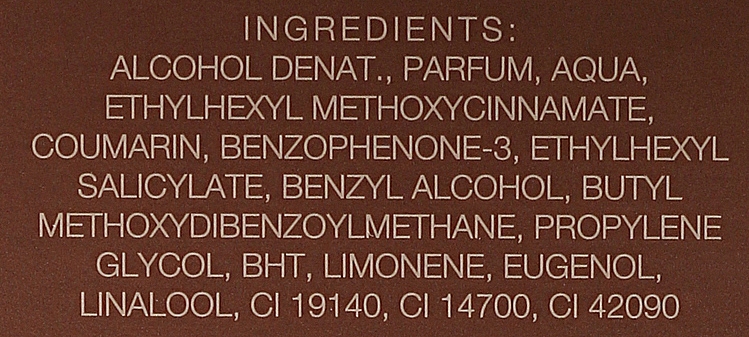 INGREDIENTS:
ALCOHOL DENAT., PARFUM, AQUA,
ETHYLHEXYL METHOXYCINNAMATE,
COUMARIN, BENZOPHENONE-3, ETHYLHEXYL
SALICYLATE, BENZYL ALCOHOL, BUTYL
METHOXYDIBENZOYLMETHANE, PROPYLENE
GLYCOL, BHT, LIMONENE, EUGENOL,
LINALOOL, CI 19140, CI 14700, CI 42090